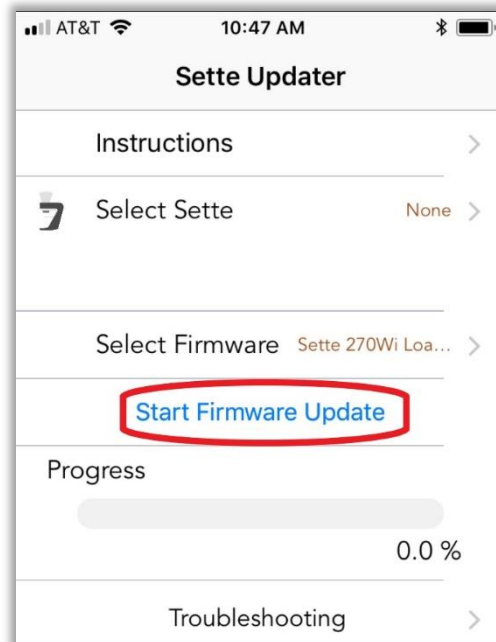 AT&T 10:47 AM
Sette Updater
Instructions
Select Sette None
Select Firmware Sette 270Wi Loa...
Start Firmware Update
Progress
0.0 %
Troubleshooting